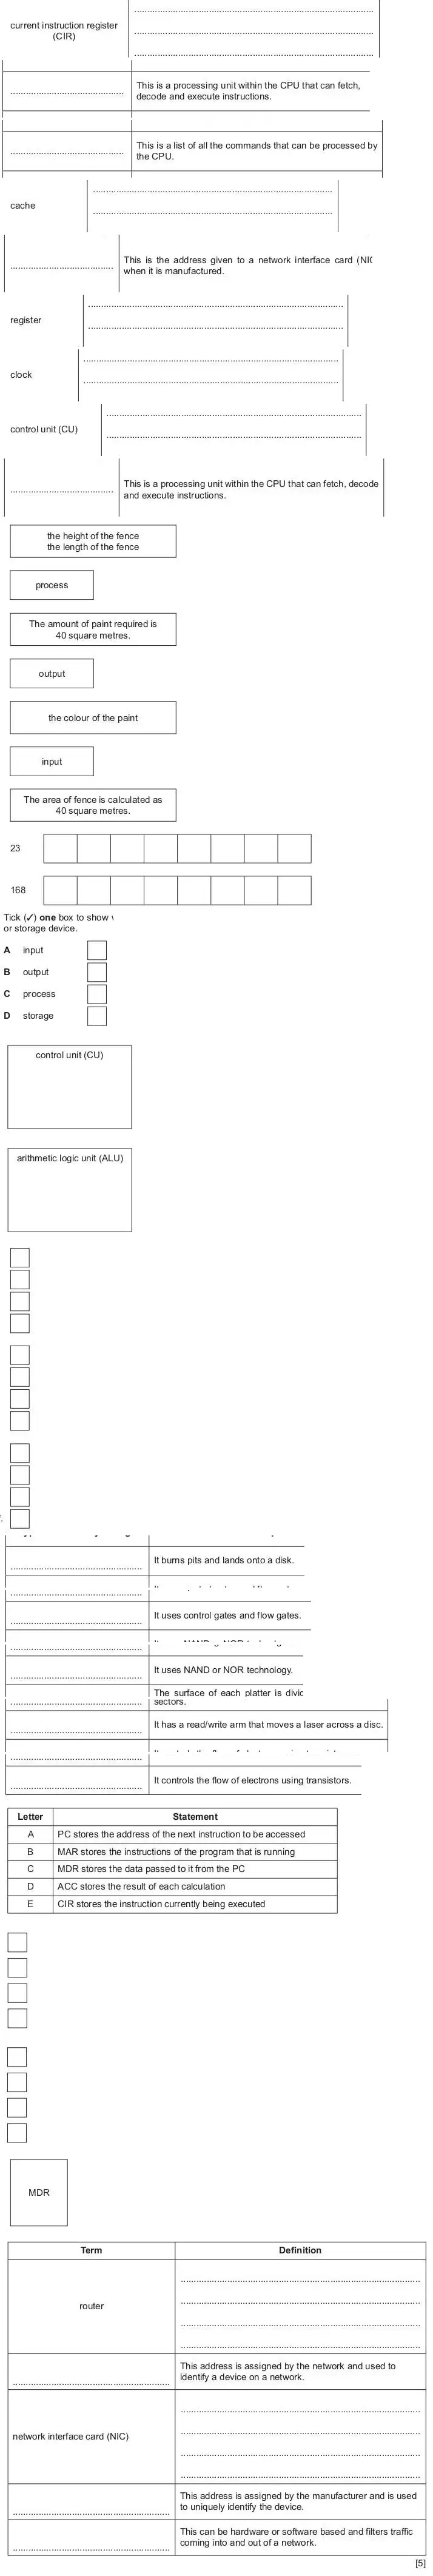 current instruction register
(CIR)
This is a processing unit within the CPU that can fetch,
decode and execute instructions.
This is a list of all the commands that can be processed by
the CPU.
cache
This is the address given to a network interface card (NIC
when it is manufactured.
register
clock
control unit (CU)
This is a processing unit within the CPU that can fetch, decode
and execute instructions.
the height of the fence
the length of the fence
process
The amount of paint required is
40 square metres.
output
the colour of the paint
input
The area of fence is calculated as
40 square metres.
23
168
Tick (✓) one box to show
or storage device.
A input
B output
C process
D storage
control unit (CU)
arithmetic logic unit (ALU)
It burns pits and lands onto a disk.
It uses control gates and flow gates.
It uses NAND or NOR technology.
The surface of each platter is divid
sectors.
It has a read/write arm that moves a laser across a disc.
It controls the flow of electrons using transistors.
Letter Statement
A PC stores the address of the next instruction to be accessed
B MAR stores the instructions of the program that is running
C MDR stores the data passed to it from the PC
D ACC stores the result of each calculation
E CIR stores the instruction currently being executed
MDR
Term Definition
router
This address is assigned by the network and used to
identify a device on a network.
network interface card (NIC)
This address is assigned by the manufacturer and is used
to uniquely identify the device.
This can be hardware or software based and filters traffic
coming into and out of a network.
[5]